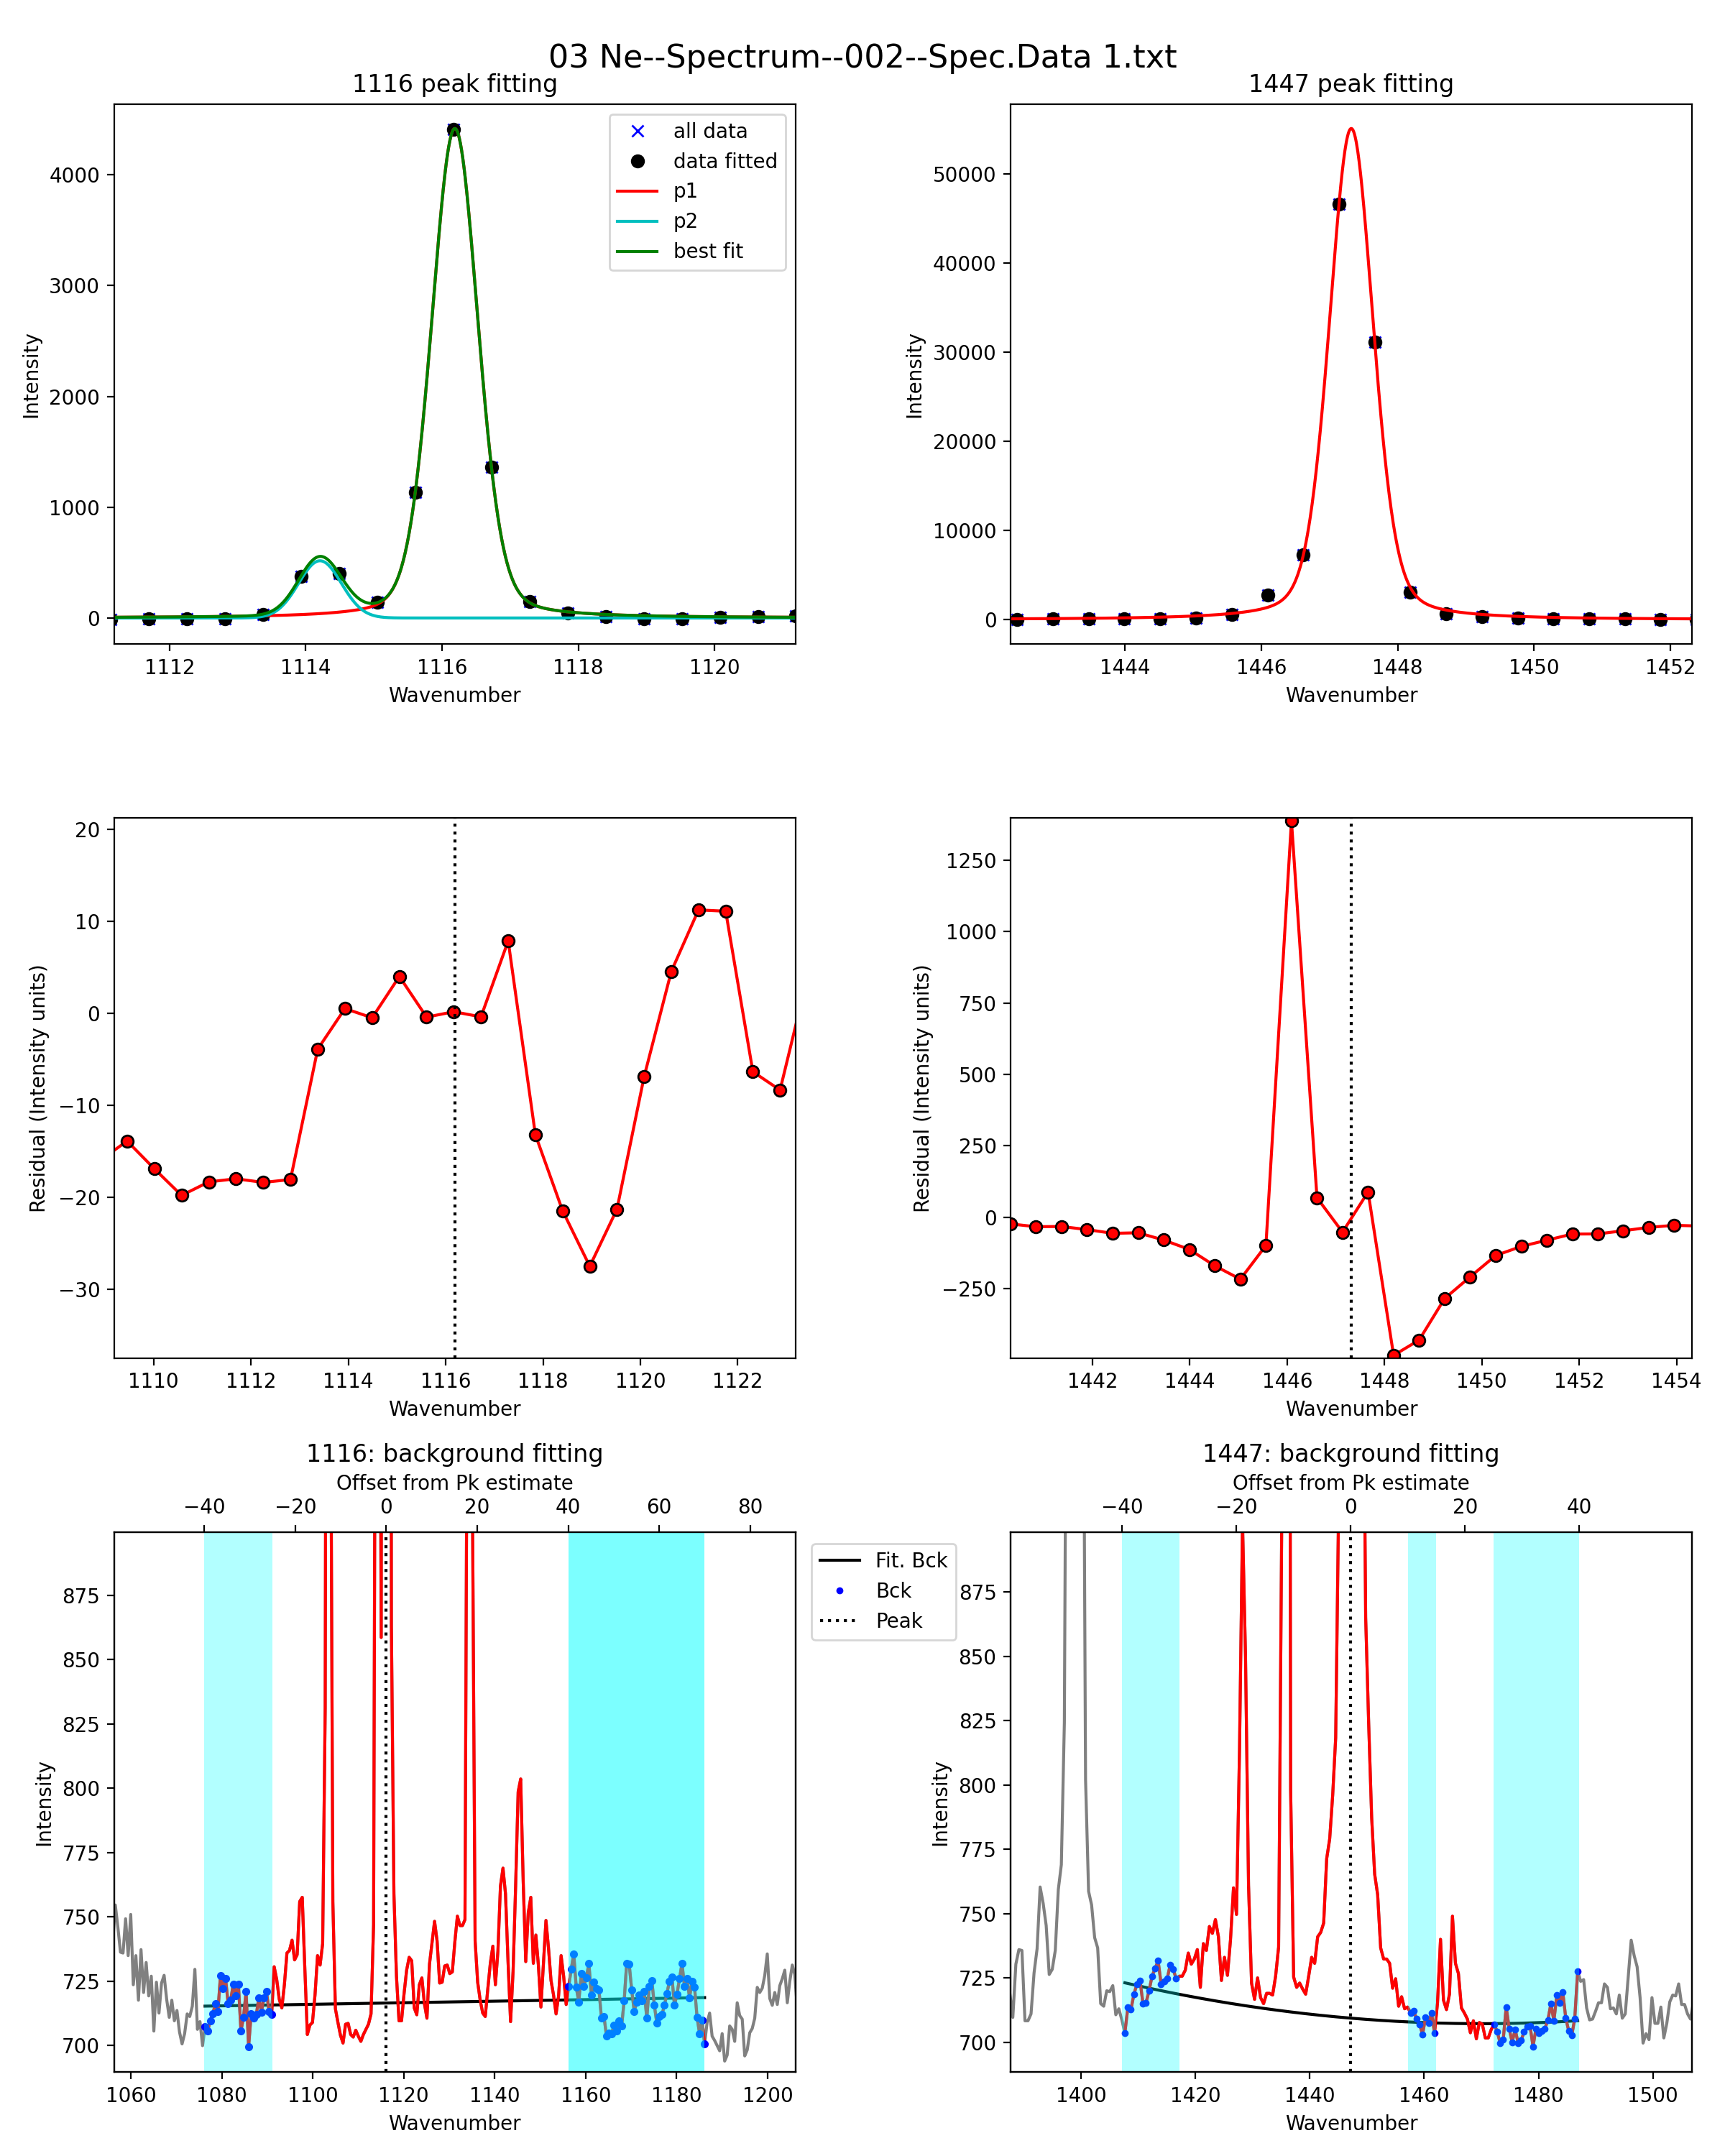 03 Ne--Spectrum--002--Spec.Data 1.txt
1116 peak fitting
Intensity
4000
3000
2000
1000
0
1112 1114 1116 1118 1120
Wavenumber
all data
data fitted
p1
p2
best fit
1447 peak fitting
Intensity
50000
40000
30000
20000
10000
0
1444 1446 1448 1450 1452
Wavenumber
Residual (Intensity units)
20
10
0
−10
−20
−30
1110 1112 1114 1116 1118 1120 1122
Wavenumber
Residual (Intensity units)
1250
1000
750
500
250
0
−250
1442 1444 1446 1448 1450 1452 1454
Wavenumber
1116: background fitting
Offset from Pk estimate
−40 −20 0 20 40 60 80
Intensity
875
850
825
800
775
750
725
700
1060 1080 1100 1120 1140 1160 1180 1200
Wavenumber
Fit. Bck
Bck
Peak
1447: background fitting
Offset from Pk estimate
−40 −20 0 20 40
Intensity
875
850
825
800
775
750
725
700
1400 1420 1440 1460 1480 1500
Wavenumber